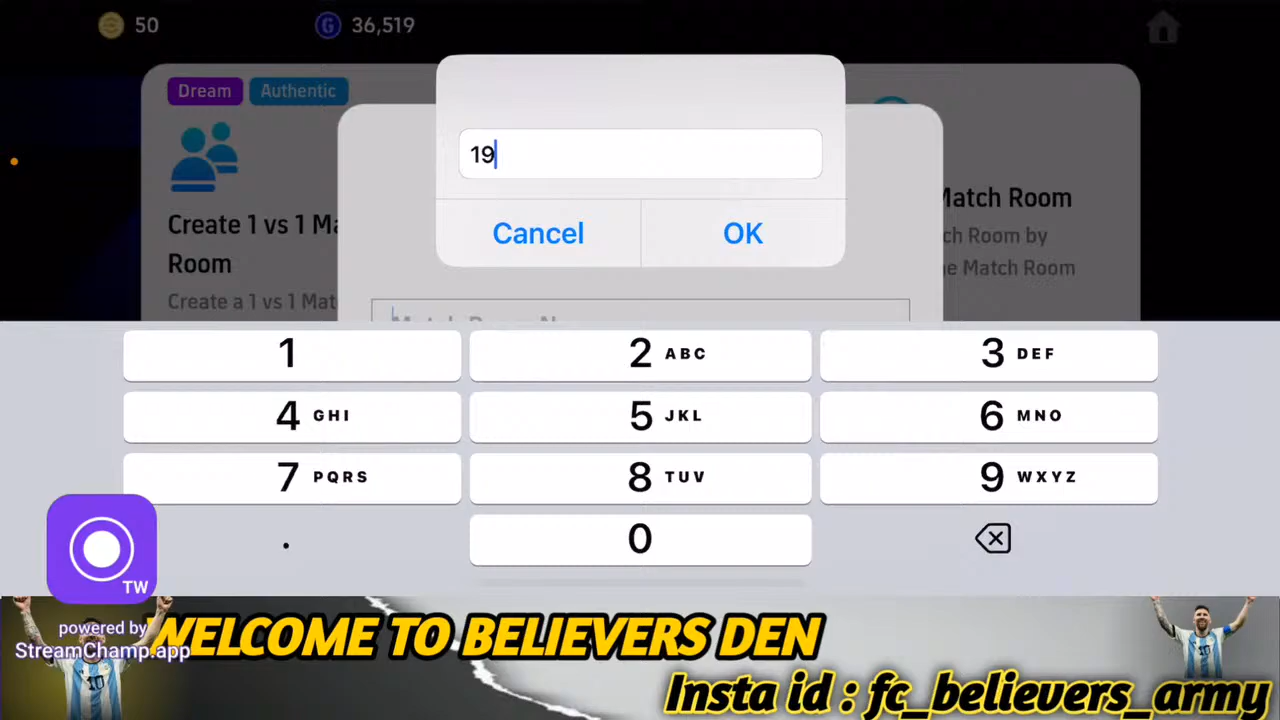 50
36,519
Dream
Authentic
Create 1 vs 1 Ma
Room
Create a 1 vs 1 Mat
19
Cancel
OK
Match Room
ch Room by
e Match Room
1
2 ABC
3 DEF
4 GHI
5 JKL
6 MNO
7 PQRS
8 TUV
9 WXYZ
.
0
TW
powered by
StreamChamp.app
WELCOME TO BELIEVERS DEN
Insta id : fc_believers_army
10